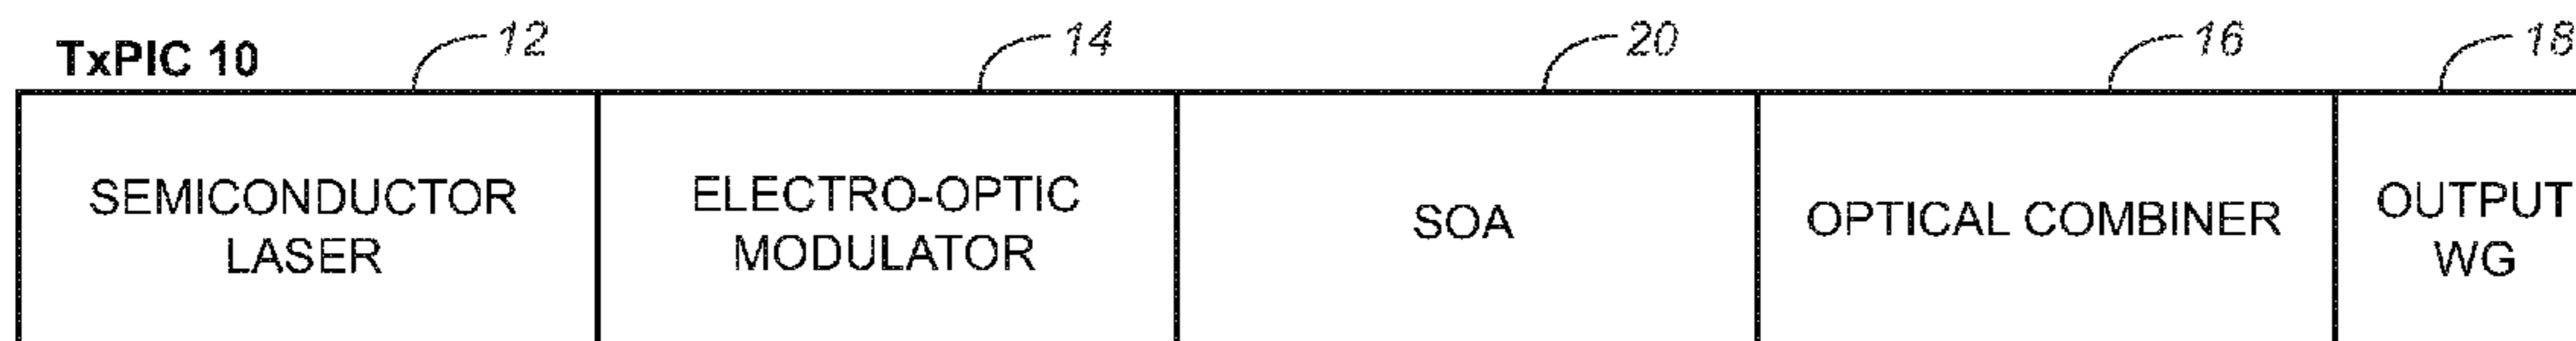 TxPIC 10
12
14
20
16
18
SEMICONDUCTOR
LASER
ELECTRO-OPTIC
MODULATOR
SOA
OPTICAL COMBINER
OUTPUT
WG